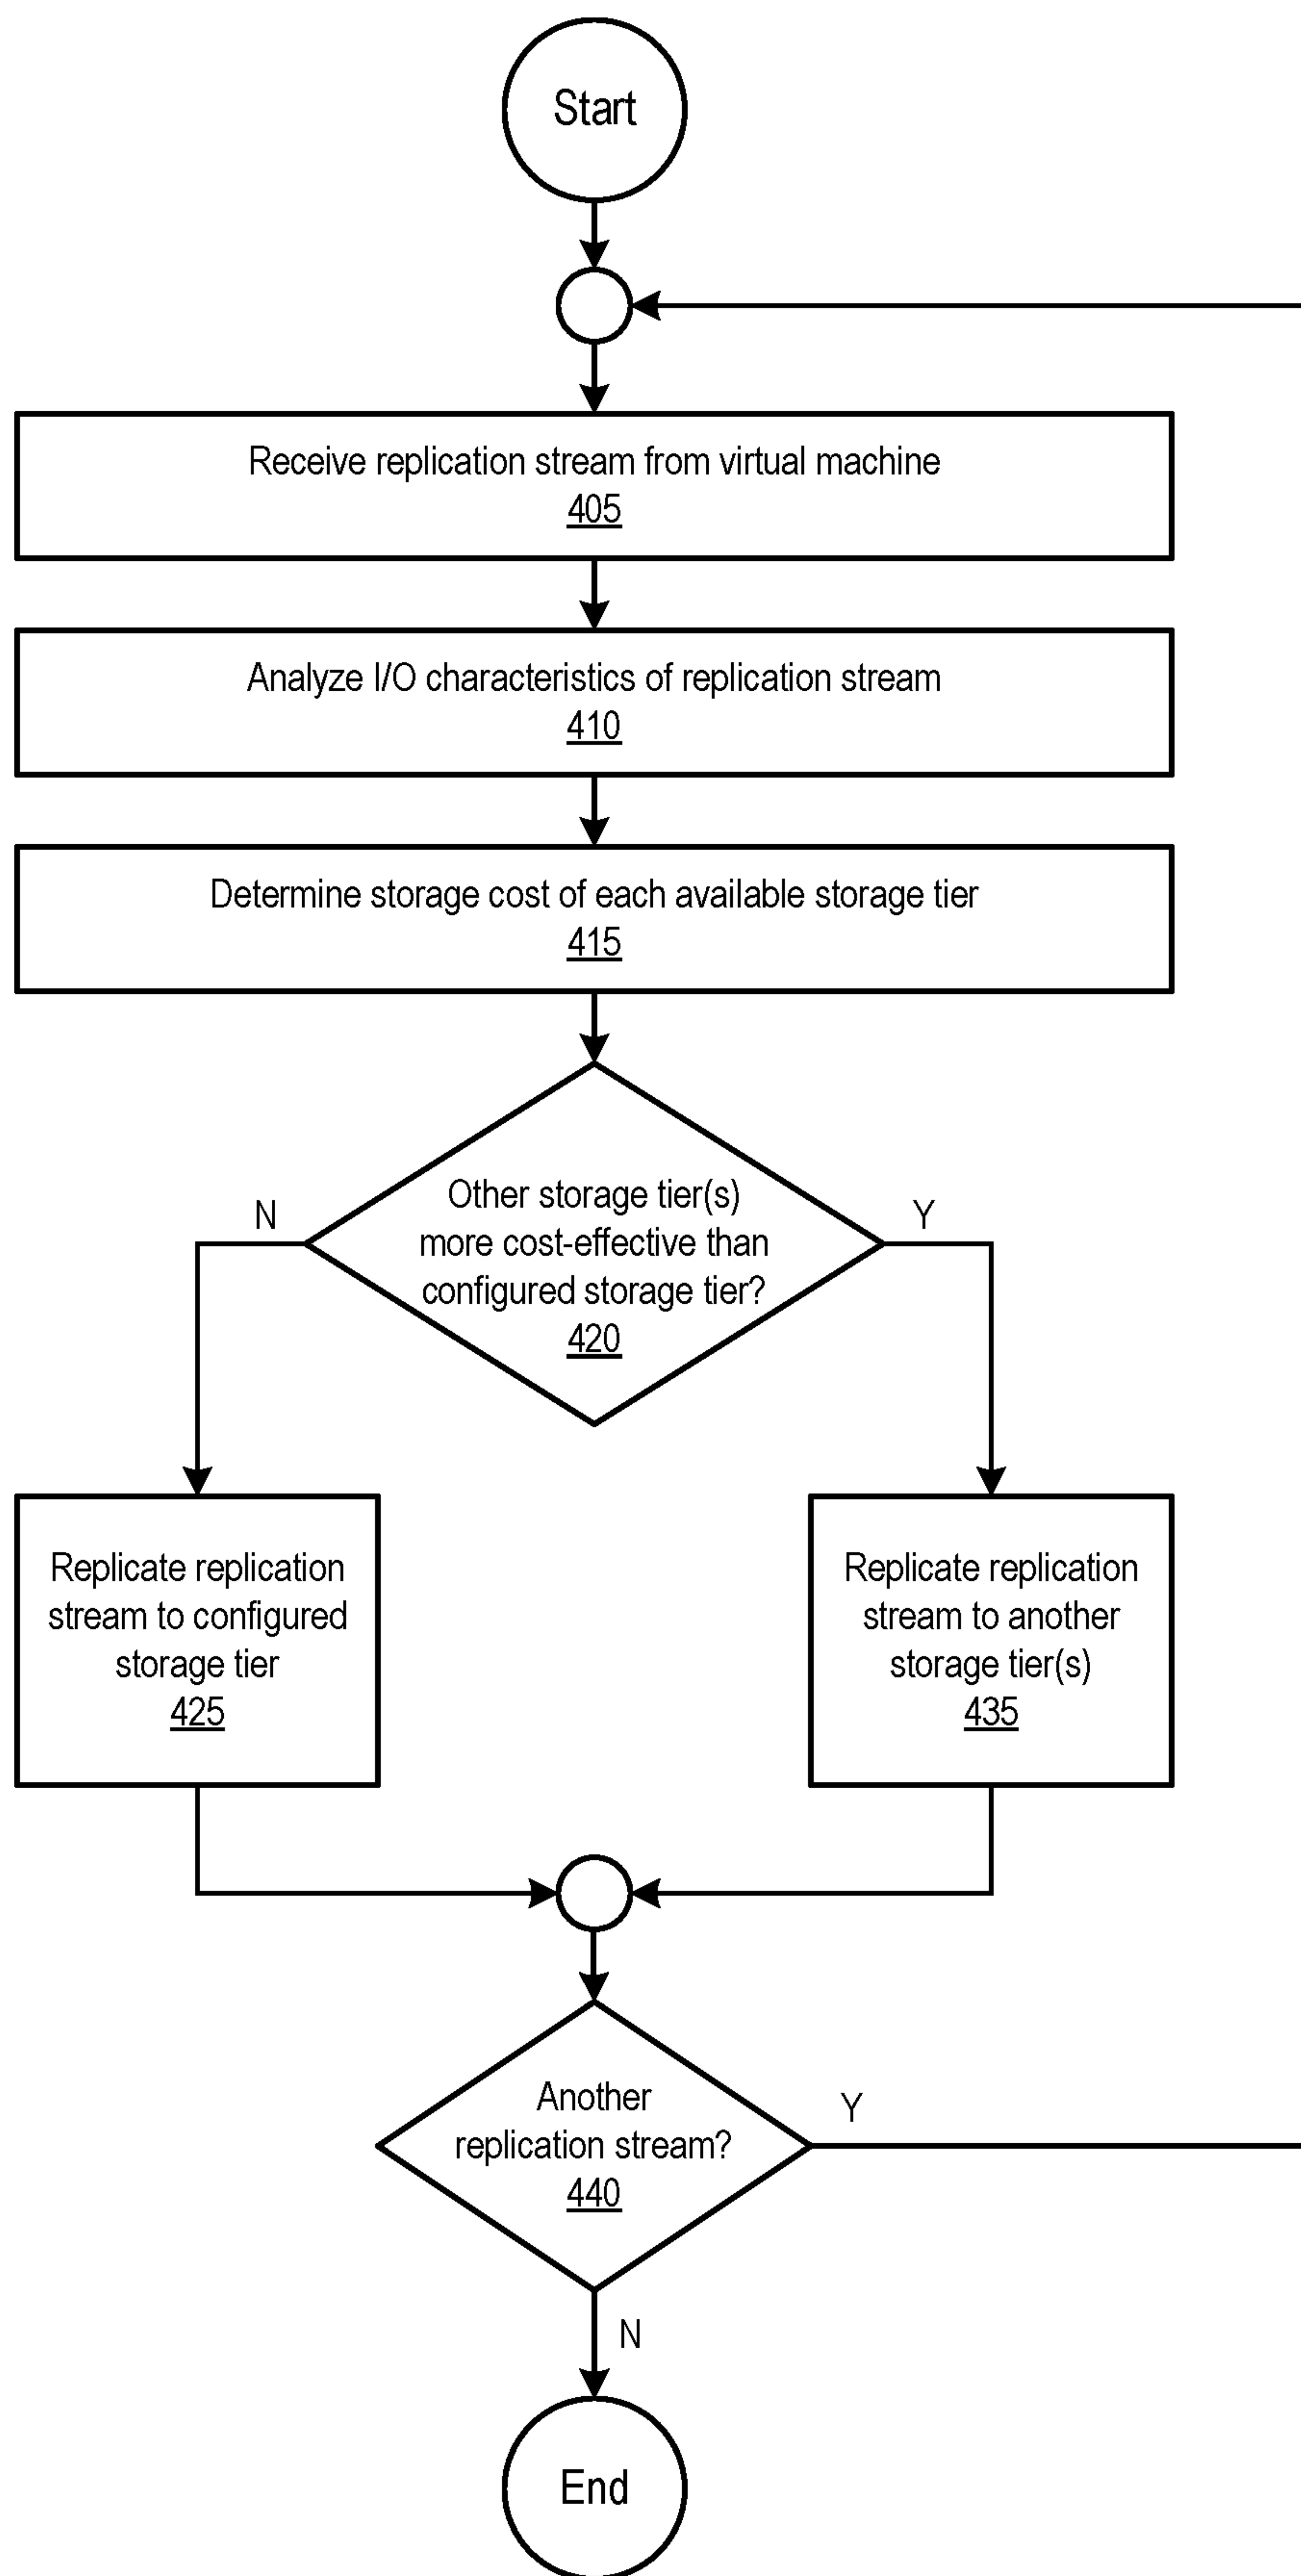 Start
Receive replication stream from virtual machine
405
Analyze I/O characteristics of replication stream
410
Determine storage cost of each available storage tier
415
Other storage tier(s)
more cost-effective than
configured storage tier?
420
N
Y
Replicate replication
stream to configured
storage tier
425
Replicate replication
stream to another
storage tier(s)
435
Another
replication stream?
440
Y
N
End